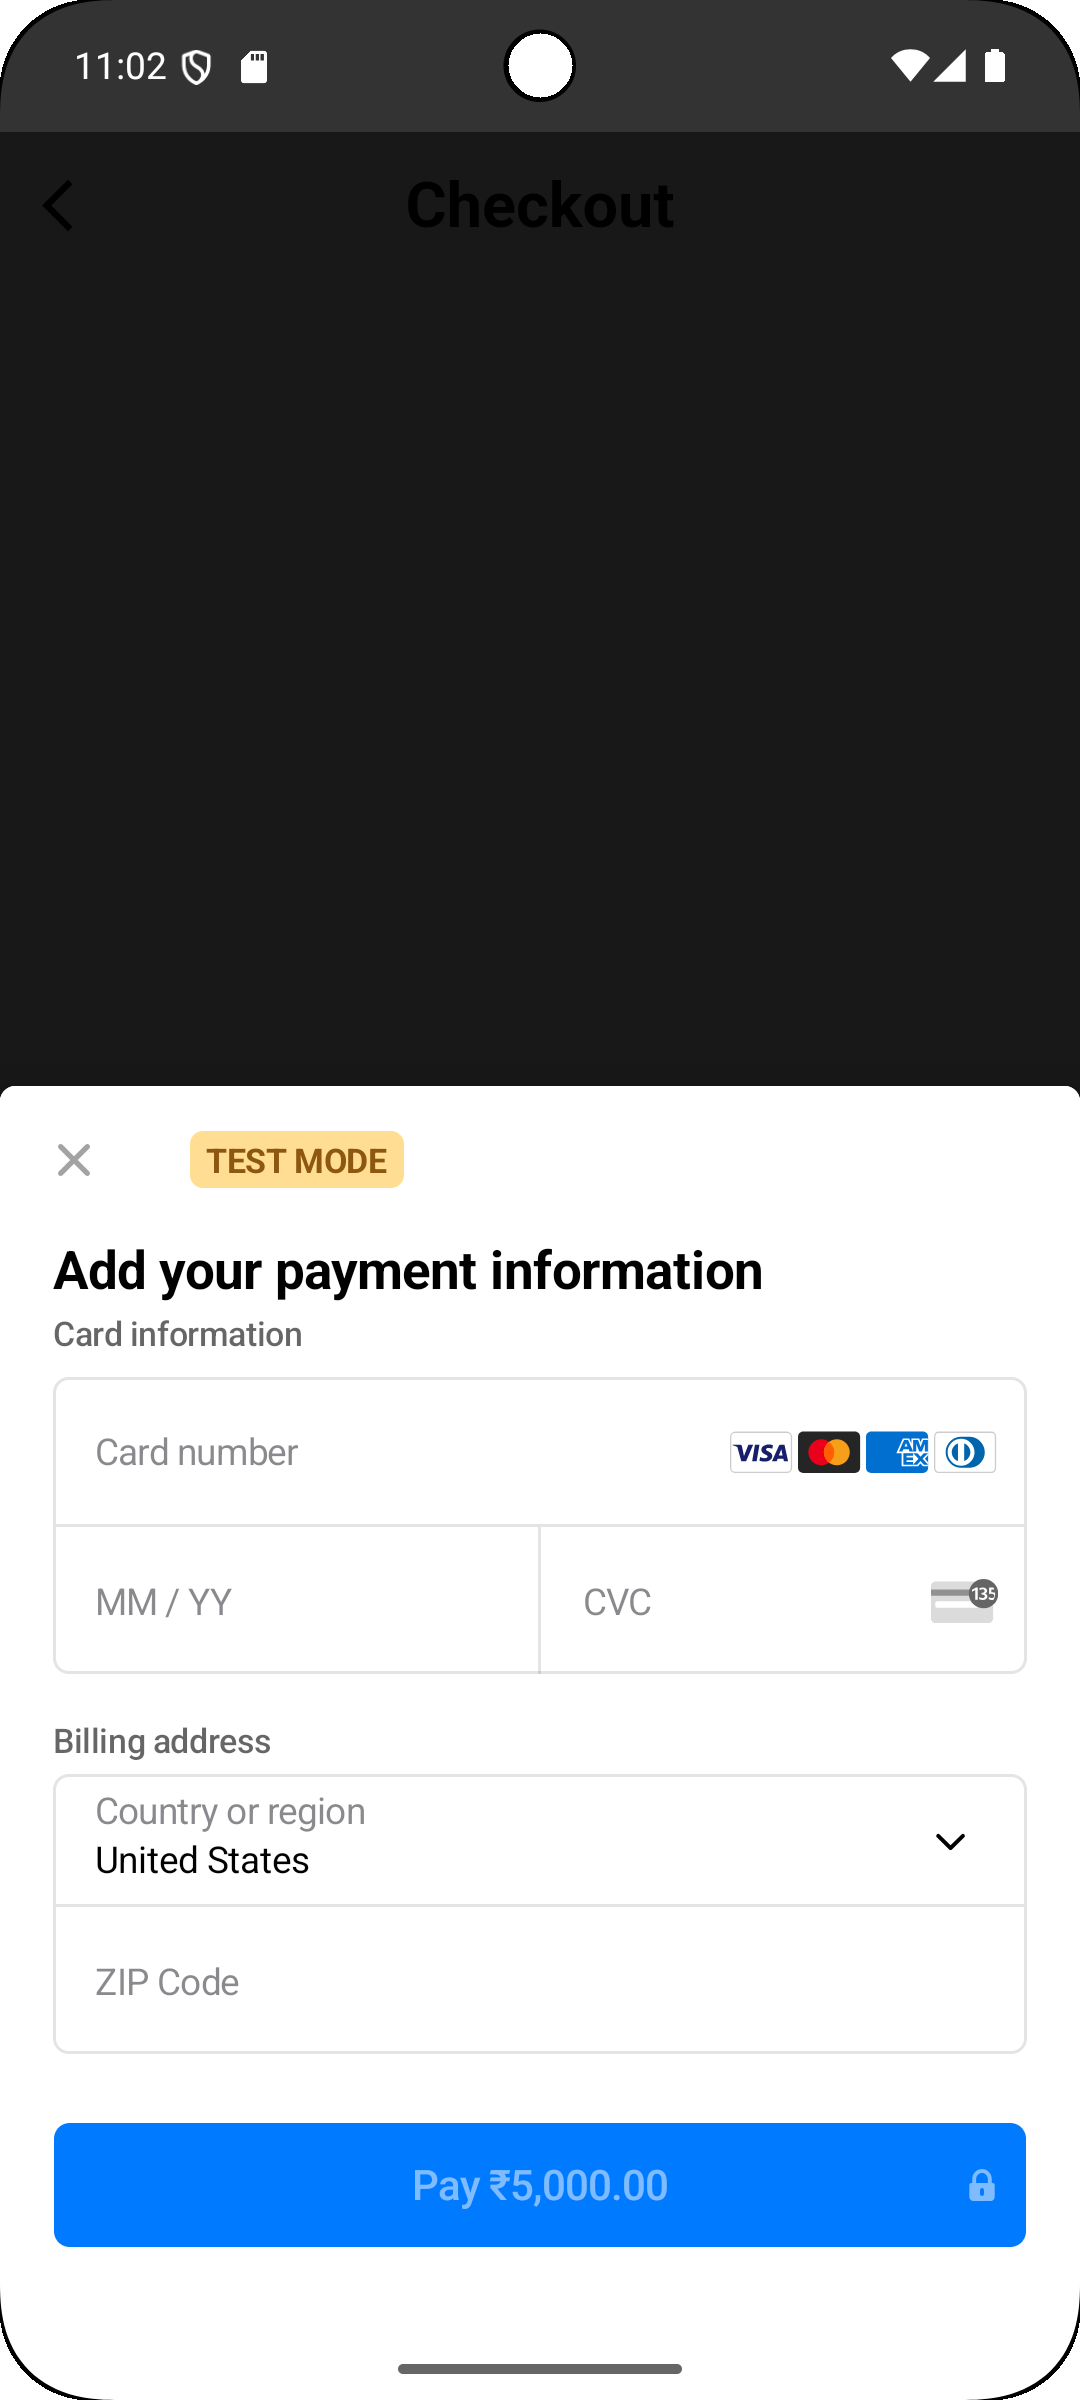 11:02
Checkout
TEST MODE
Add your payment information
Card information
Card number VISA AM EX
MM / YY CVC 135
Billing address
Country or region
United States
ZIP Code
Pay ₹5,000.00